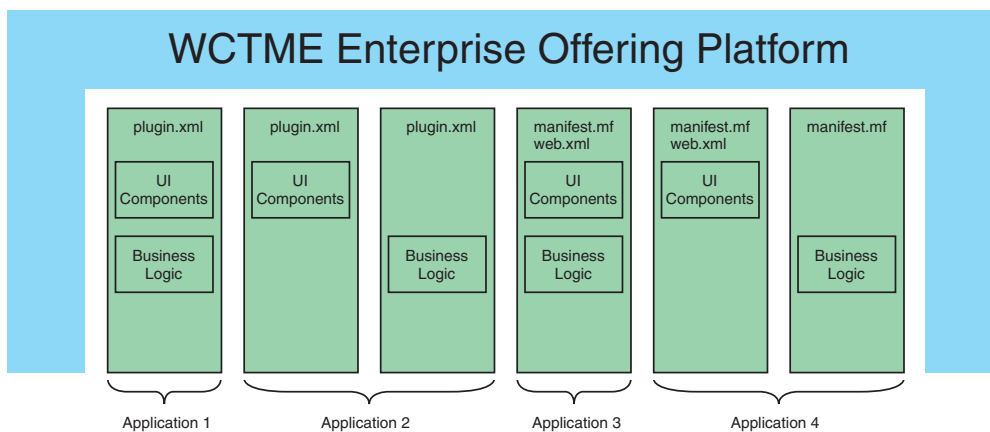 WCTME Enterprise Offering Platform
plugin.xml
UI
Components
Business
Logic
plugin.xml
UI
Components
plugin.xml
Business
Logic
manifest.mf
web.xml
UI
Components
Business
Logic
manifest.mf
web.xml
UI
Components
manifest.mf
Business
Logic
Application 1
Application 2
Application 3
Application 4